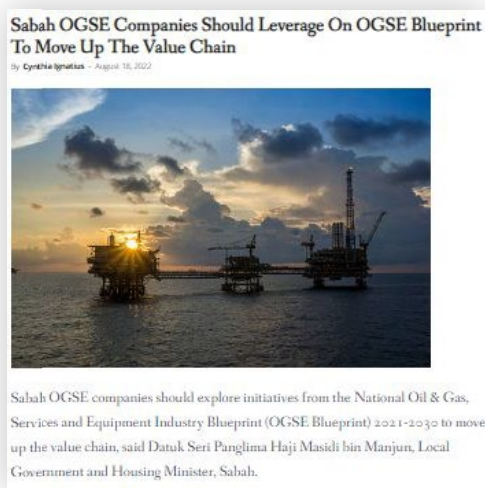 Sabah OGSE Companies Should Leverage On OGSE Blueprint
To Move Up The Value Chain
By Cynthia Ignatius - August 18, 2022
Sabah OGSE companies should explore initiatives from the National Oil & Gas,
Services and Equipment Industry Blueprint (OGSE Blueprint) 2021-2030 to move
up the value chain, said Datuk Seri Panglima Haji Masidi bin Manjun, Local
Government and Housing Minister, Sabah.